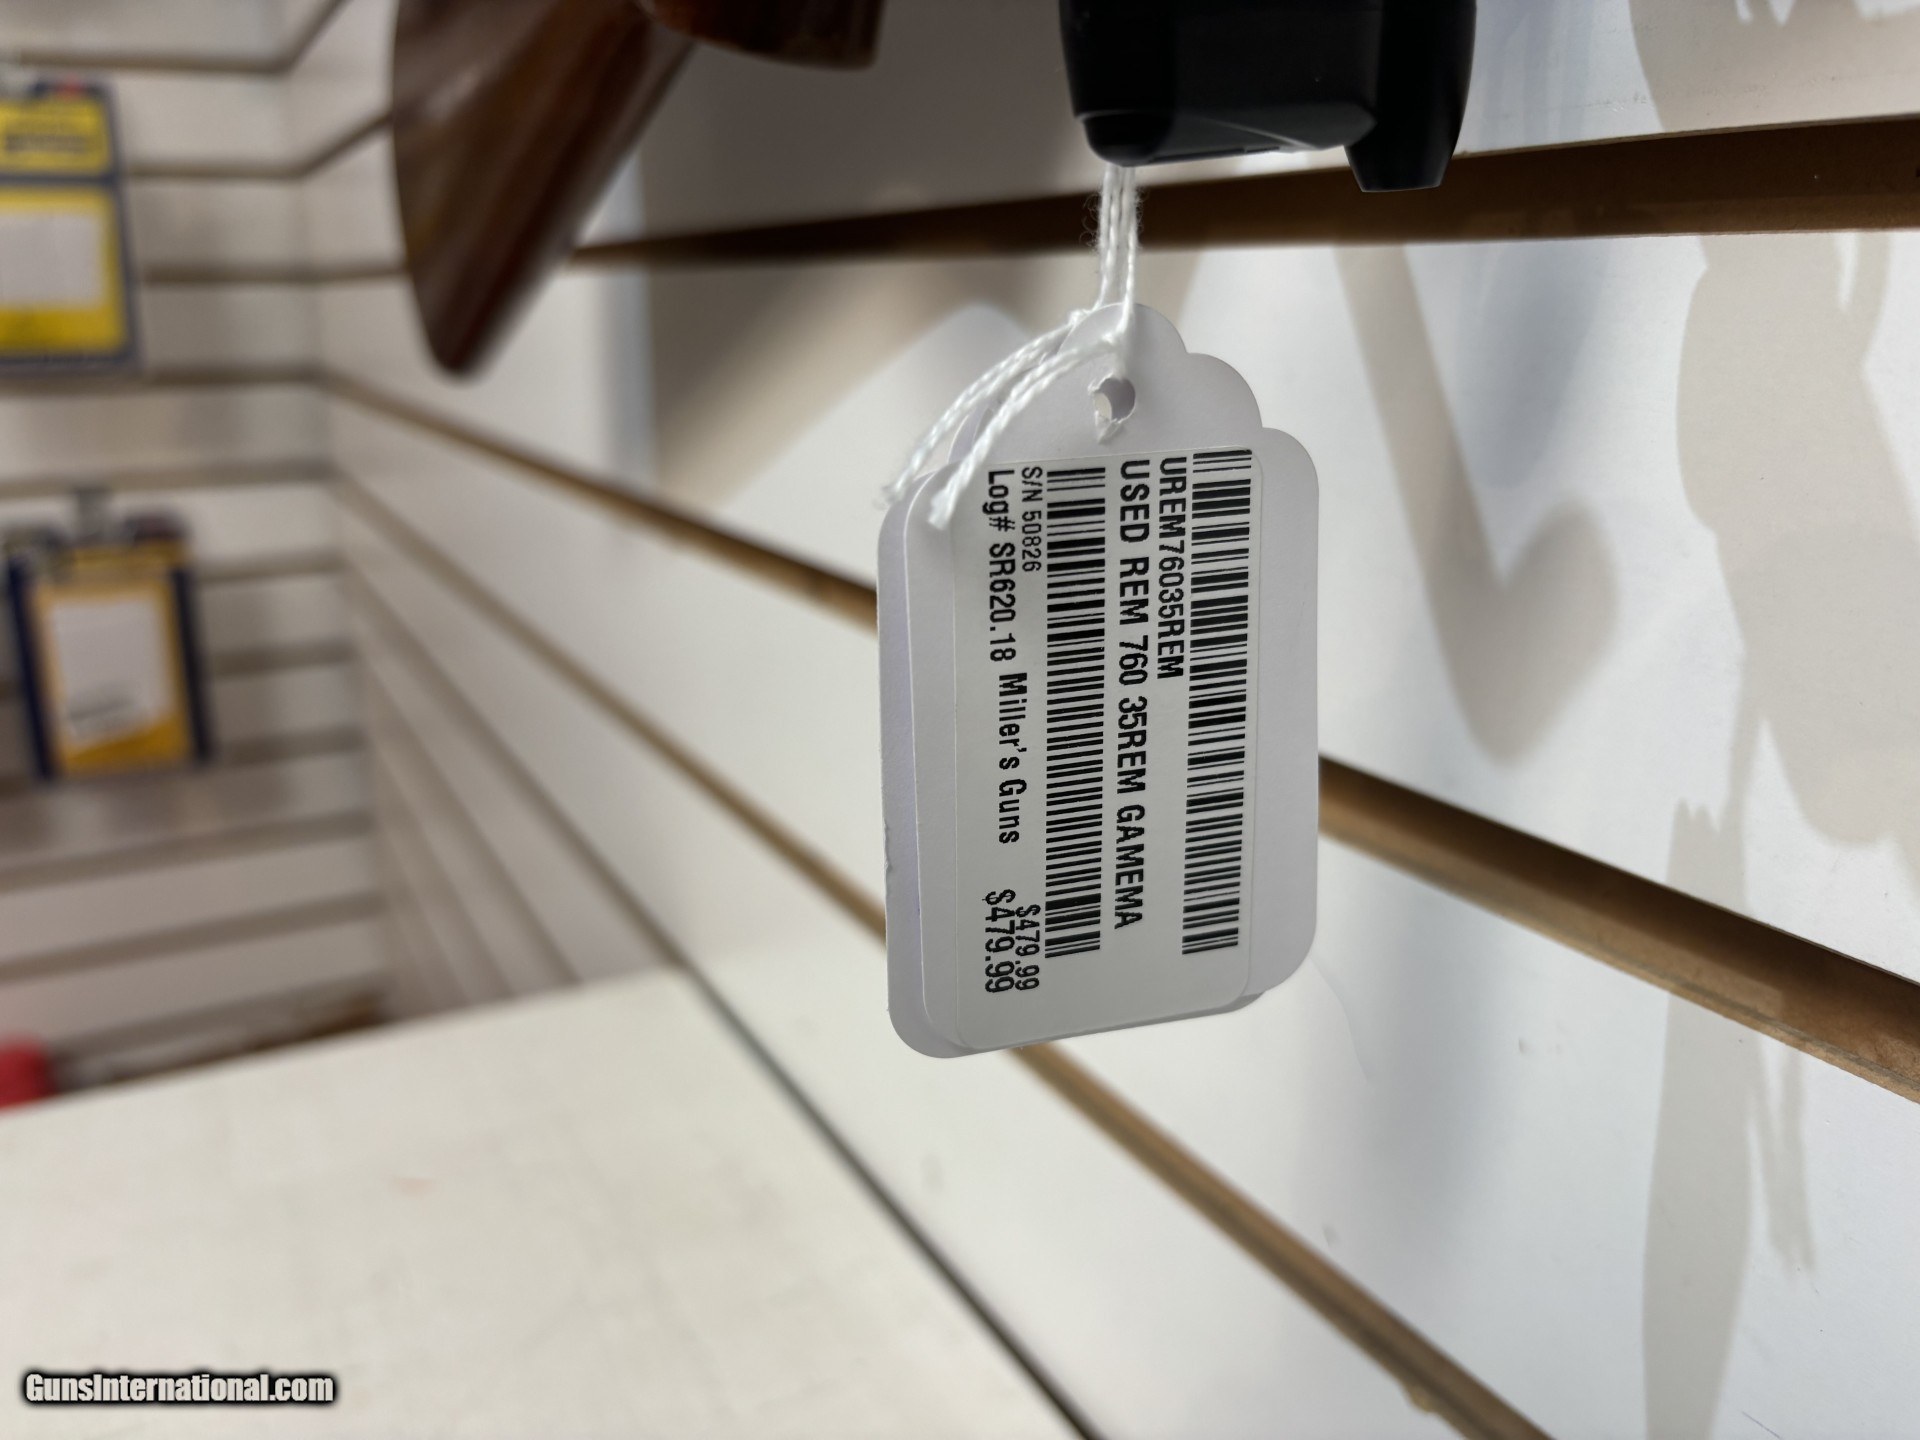 UREM76035REM
USED REM 760 35REM GAMEMA
S/N 50826 $479.99
Log# SR620.18 Miller's Guns $479.99
GunsInternational.com